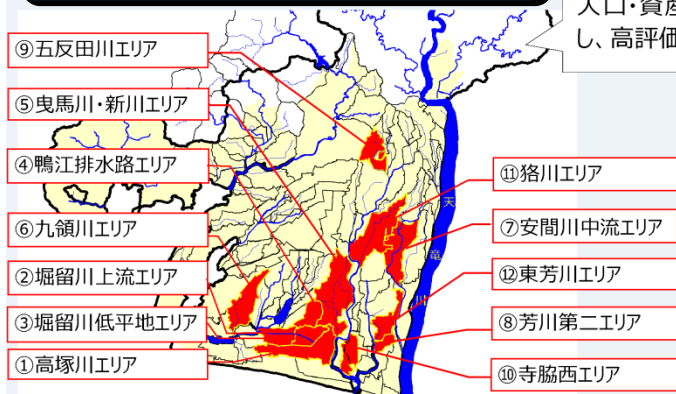 人口・資産
し、高評価
⑨五反田川エリア
⑤曳馬川・新川エリア
④鴨江排水路エリア
⑥九領川エリア
②堀留川上流エリア
③堀留川低平地エリア
①高塚川エリア
⑪狢川エリア
⑦安間川中流エリア
⑫東芳川エリア
⑧芳川第二エリア
⑩寺脇西エリア
天
竜
川